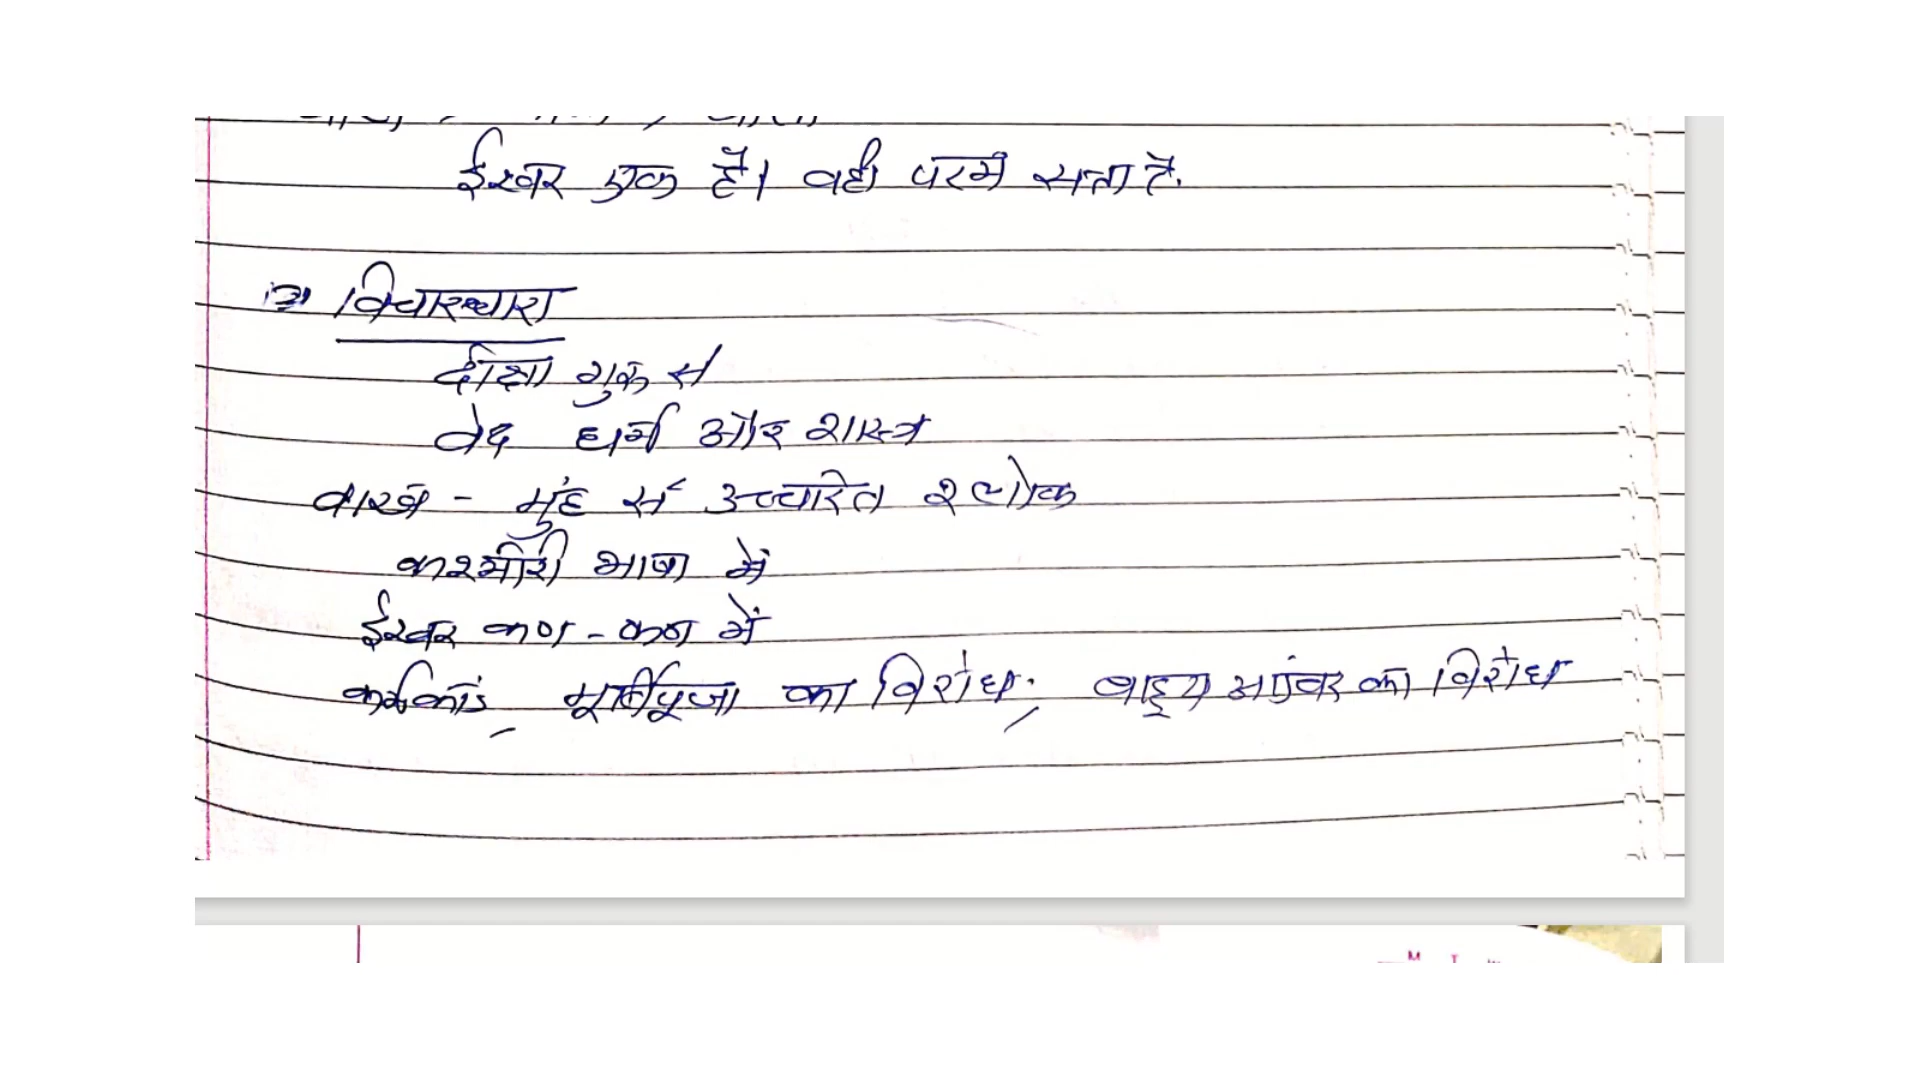 ईश्वर एक है। वही परम सत्ता है.
⇒ विचारधारा
दीक्षा गुरु से
वेद धर्म और शास्त्र
वाख - मुंह से उच्चारित श्लोक
कश्मीरी भाषा में
ईश्वर कण - कण में
कर्मकांड, मूर्तिपूजा का विरोध, बाह्य आडंबर का विरोध
M T